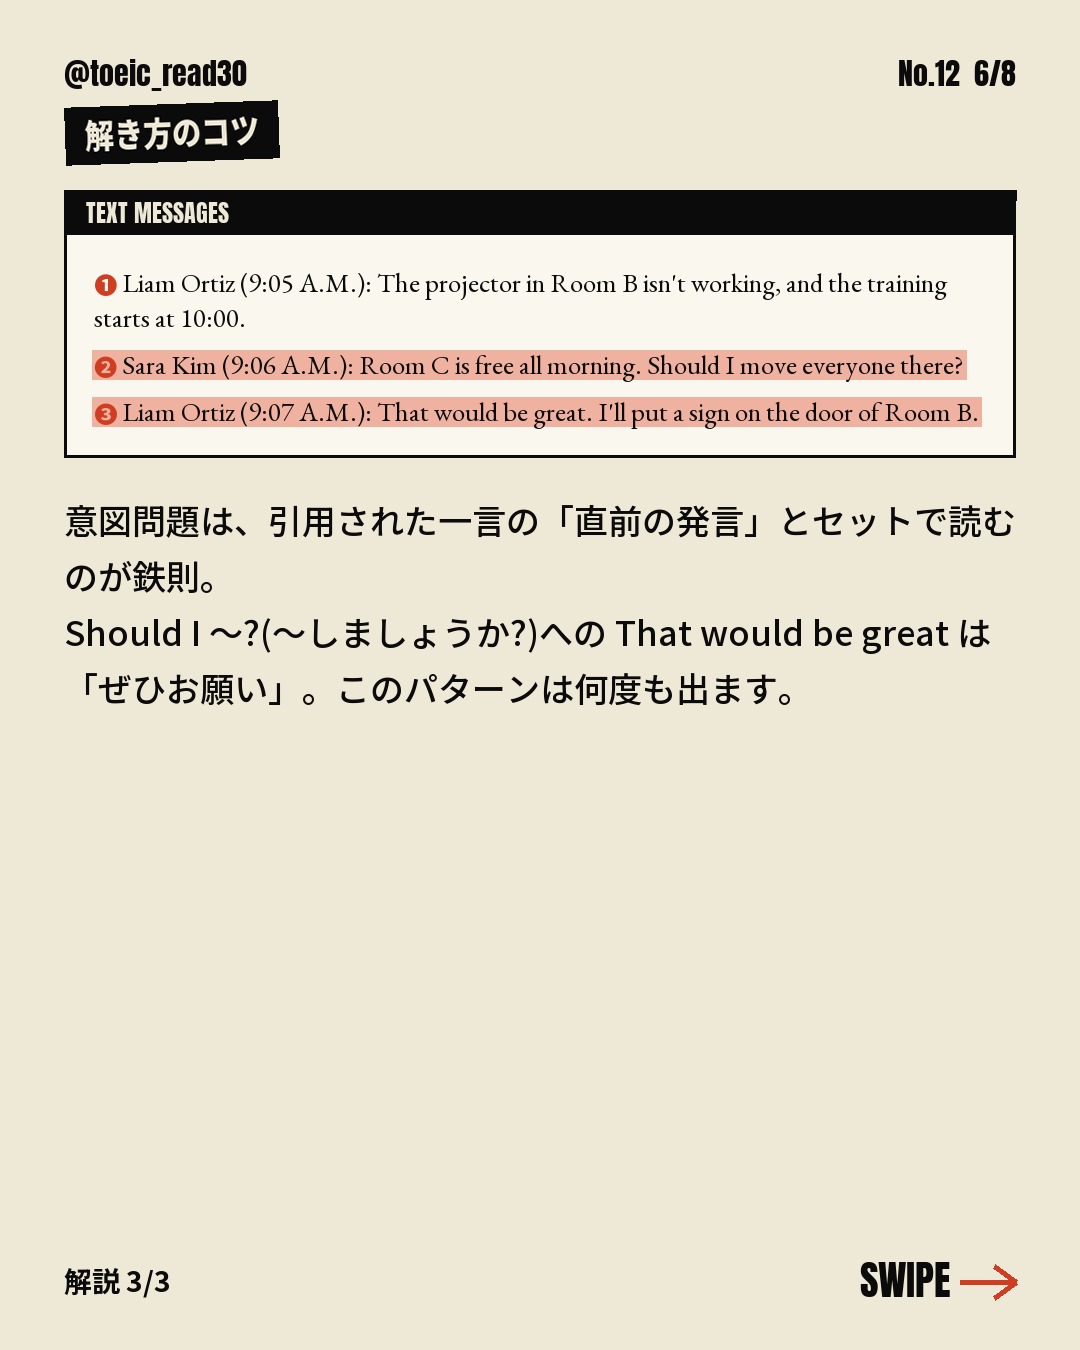 @toeic_read30
No.12 6/8
解き方のコツ
TEXT MESSAGES
❶ Liam Ortiz (9:05 A.M.): The projector in Room B isn't working, and the training
starts at 10:00.
❷ Sara Kim (9:06 A.M.): Room C is free all morning. Should I move everyone there?
❸ Liam Ortiz (9:07 A.M.): That would be great. I'll put a sign on the door of Room B.
意図問題は、引用された一言の「直前の発言」とセットで読む
のが鉄則。
Should I 〜?(〜しましょうか?)への That would be great は
「ぜひお願い」。このパターンは何度も出ます。
解説 3/3
SWIPE